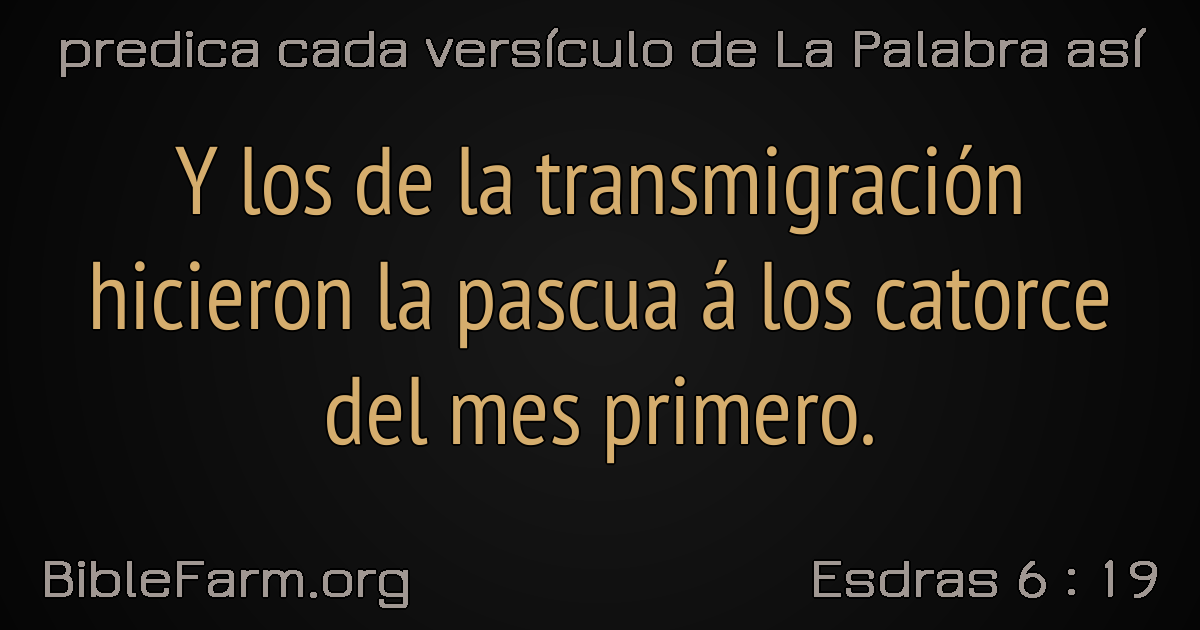 predica cada versículo de La Palabra así
Y los de la transmigración
hicieron la pascua á los catorce
del mes primero.
BibleFarm.org
Esdras 6 : 19